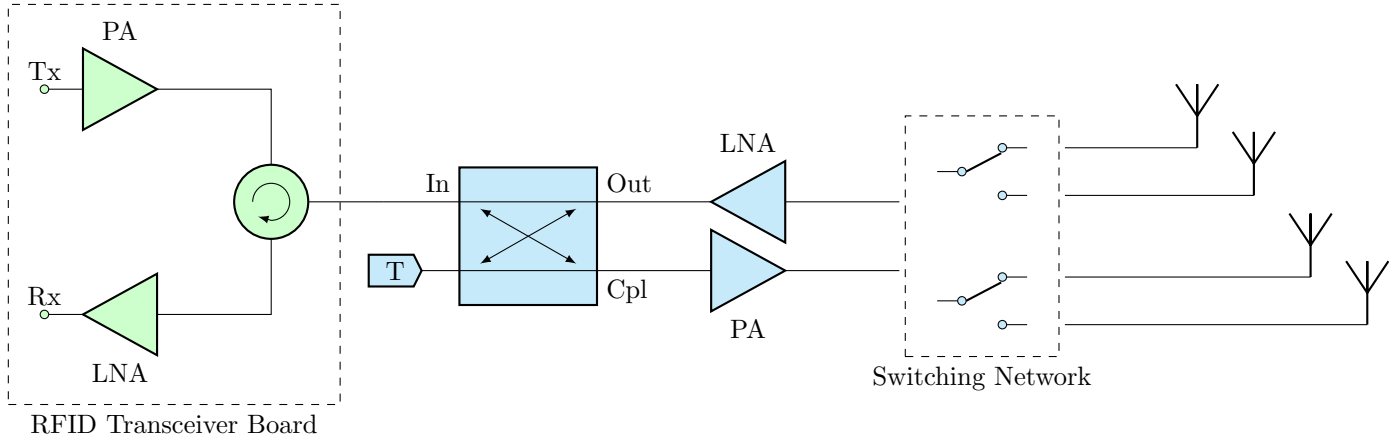 PA
Tx
LNA
In
Out
T
Cpl
Rx
PA
LNA
Switching Network
RFID Transceiver Board